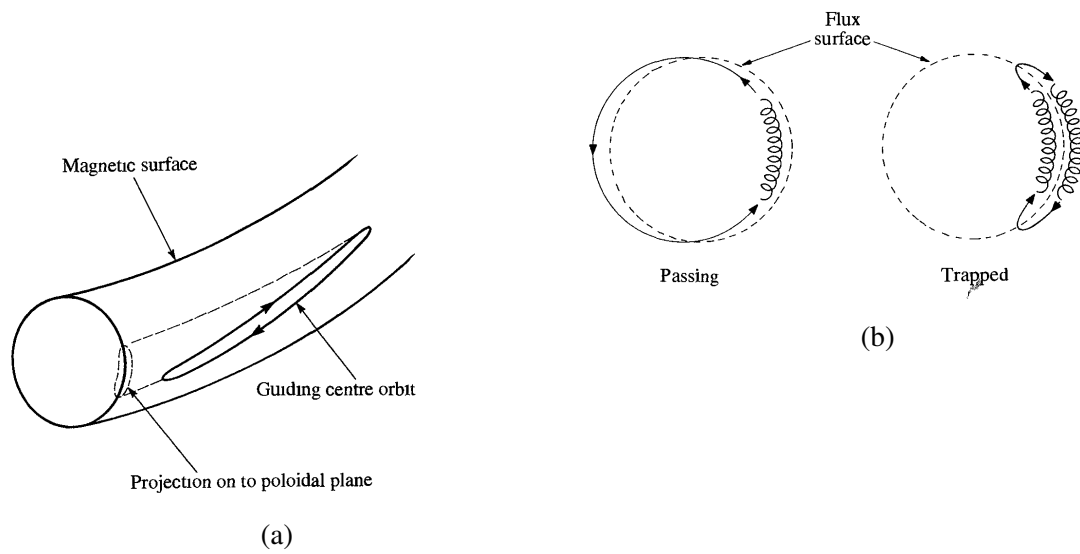 Magnetic surface
Guiding centre orbit
Projection on to poloidal plane
(a)
(b)
Flux
surface
Passing
Trapped